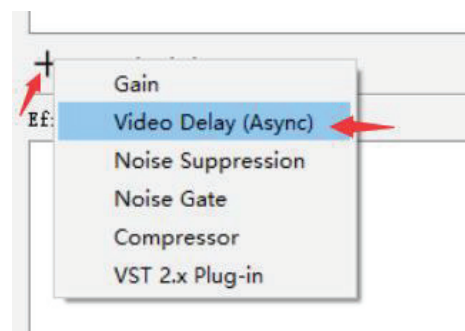 Gain
Ef
Video Delay (Async)
Noise Suppression
Noise Gate
Compressor
VST 2.x Plug-in